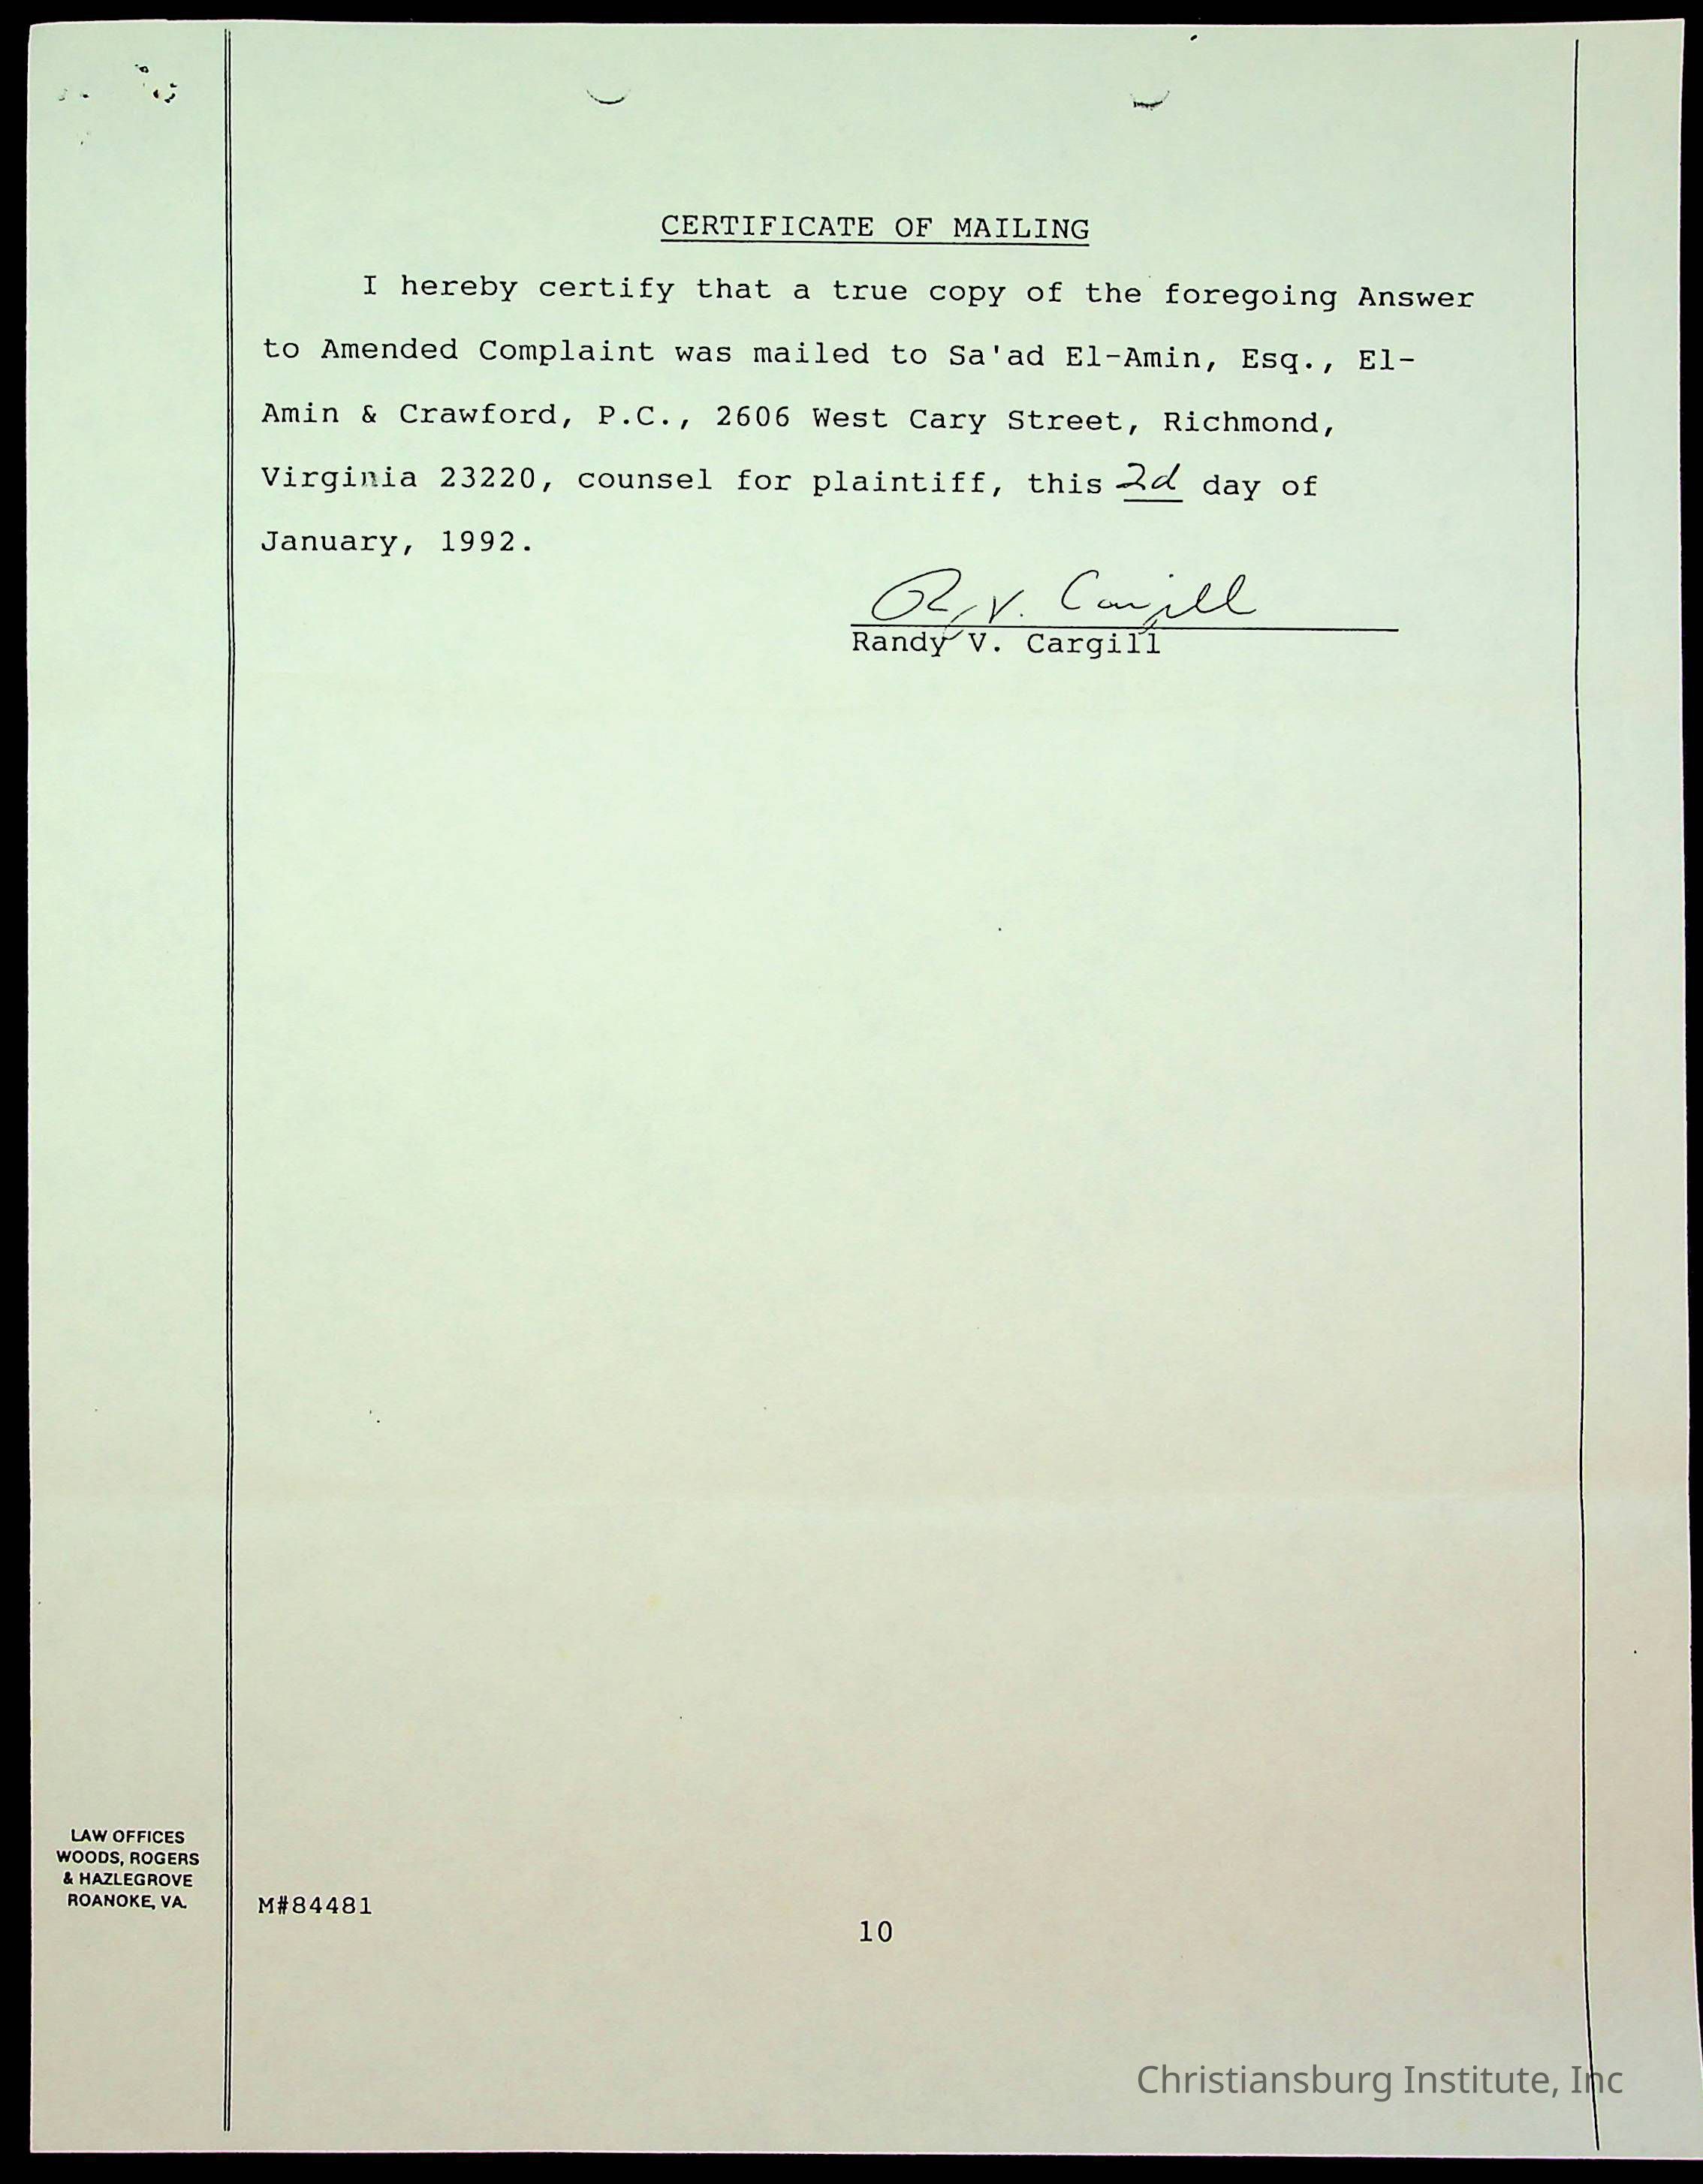 CERTIFICATE OF MAILING
I hereby certify that a true copy of the foregoing Answer
to Amended Complaint was mailed to Sa'ad El-Amin, Esq., El-
Amin & Crawford, P.C., 2606 West Cary Street, Richmond,
Virginia 23220, counsel for plaintiff, this 2d day of
January, 1992.
R. V. Cargill
Randy V. Cargill
LAW OFFICES
WOODS, ROGERS
& HAZLEGROVE
ROANOKE, VA.
M#84481
10
Christiansburg Institute, Inc